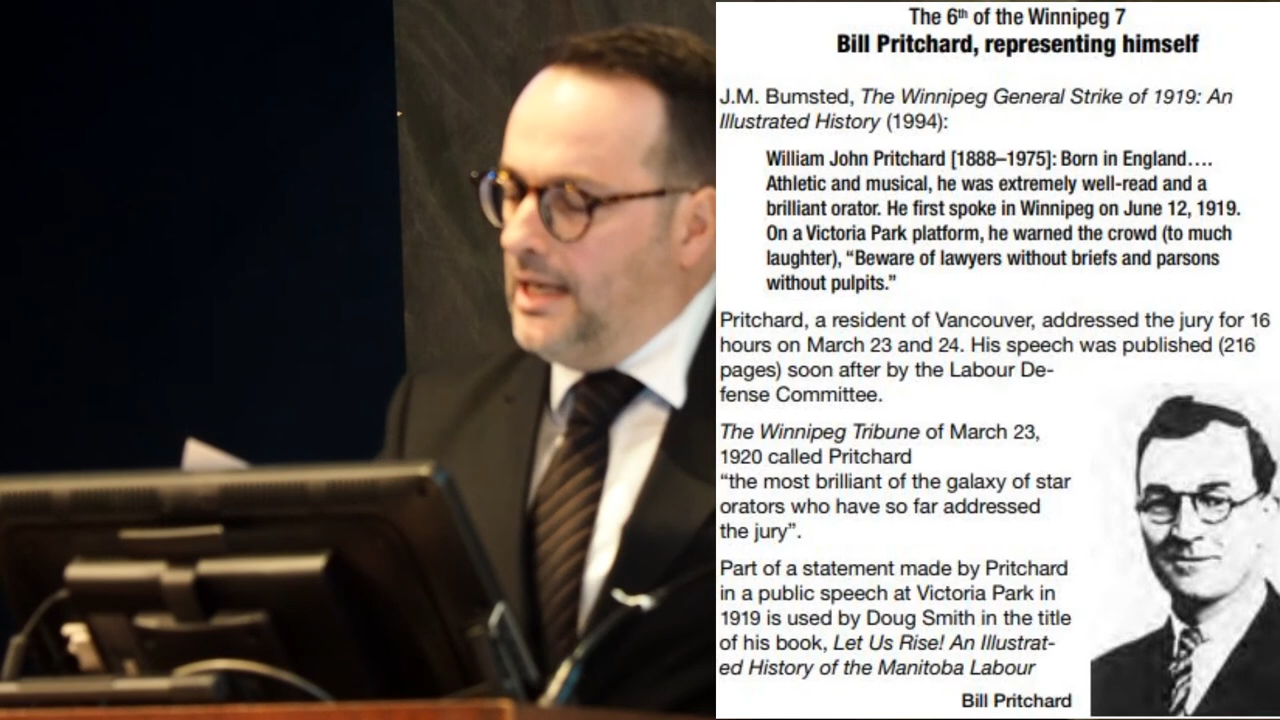 The 6th of the Winnipeg 7
Bill Pritchard, representing himself
J.M. Bumsted, The Winnipeg General Strike of 1919: An
Illustrated History (1994):
William John Pritchard [1888–1975]: Born in England….
Athletic and musical, he was extremely well-read and a
brilliant orator. He first spoke in Winnipeg on June 12, 1919.
On a Victoria Park platform, he warned the crowd (to much
laughter), “Beware of lawyers without briefs and parsons
without pulpits.”
Pritchard, a resident of Vancouver, addressed the jury for 16
hours on March 23 and 24. His speech was published (216
pages) soon after by the Labour De-
fense Committee.
The Winnipeg Tribune of March 23,
1920 called Pritchard
“the most brilliant of the galaxy of star
orators who have so far addressed
the jury”.
Part of a statement made by Pritchard
in a public speech at Victoria Park in
1919 is used by Doug Smith in the title
of his book, Let Us Rise! An Illustrat-
ed History of the Manitoba Labour
Bill Pritchard